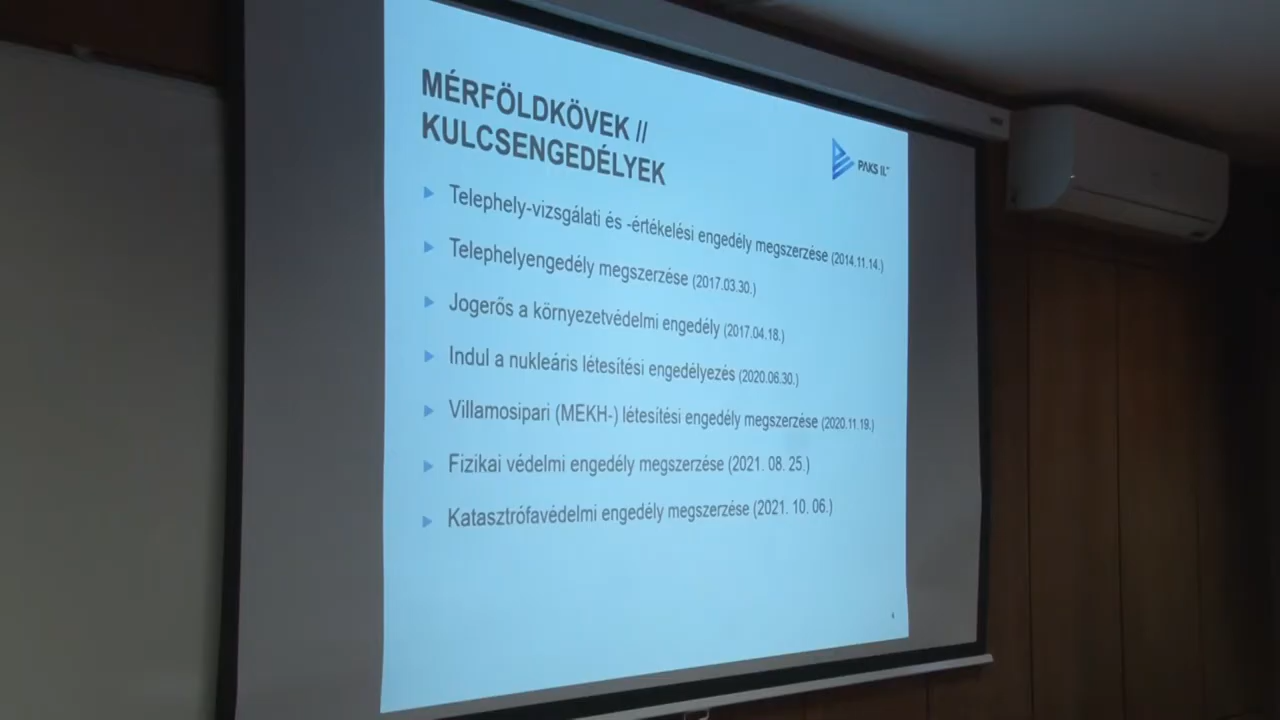 MÉRFÖLDKÖVEK //
KULCSENGEDÉLYEK
PAKS II.
Telephely-vizsgálati és -értékelési engedély megszerzése (2014.11.14.)
Telephelyengedély megszerzése (2017.03.30.)
Jogerős a környezetvédelmi engedély (2017.04.18.)
Indul a nukleáris létesítési engedélyezés (2020.06.30.)
Villamosipari (MEKH-) létesítési engedély megszerzése (2020.11.19.)
Fizikai védelmi engedély megszerzése (2021. 08. 25.)
Katasztrófavédelmi engedély megszerzése (2021. 10. 06.)